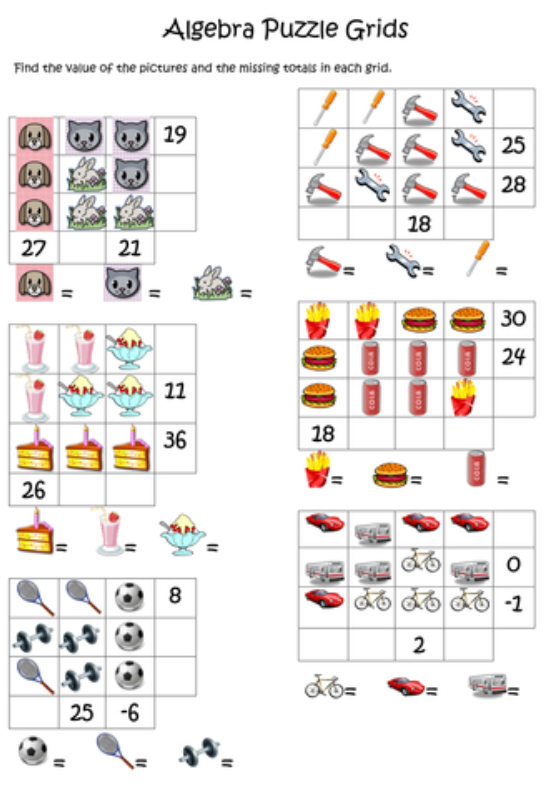 Algebra Puzzle Grids
Find the value of the pictures and the missing totals in each grid.
19
27 21
= = =
25
28
18
= = =
11
36
26
= = =
30
24
18
cola cola cola
cola cola
cola
= = =
8
25 -6
= = =
0
-1
2
= = =